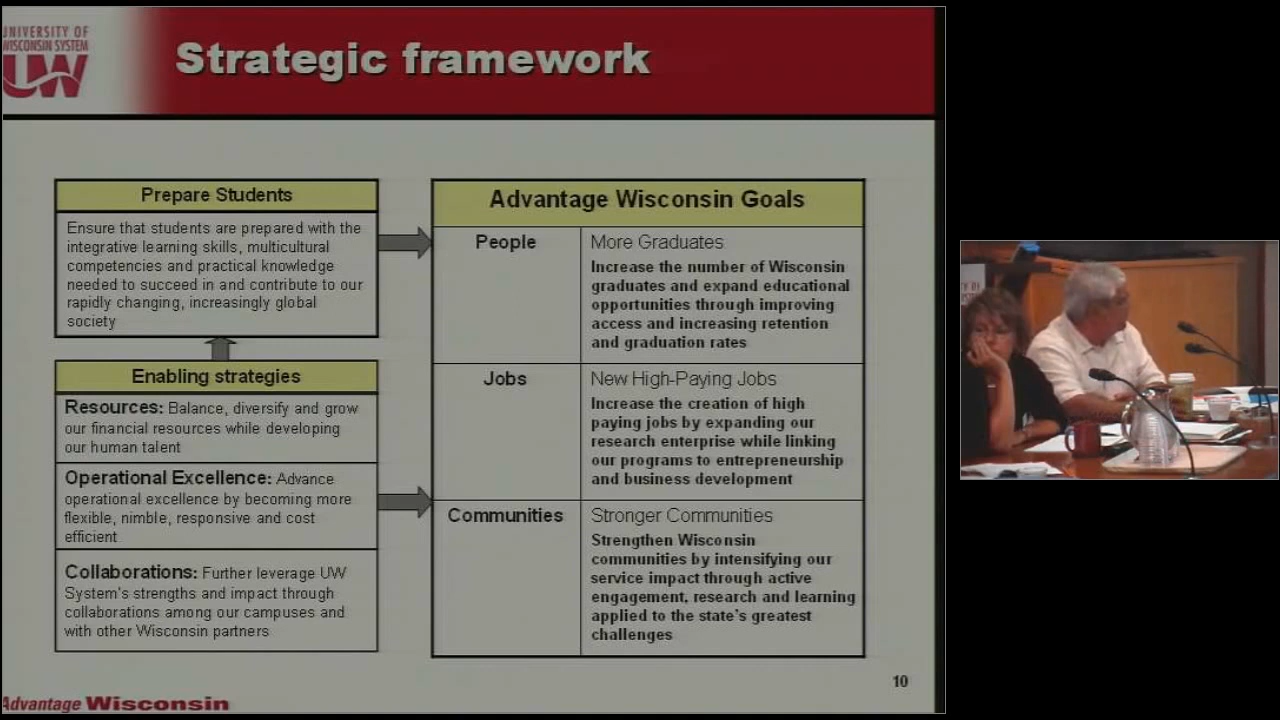 UNIVERSITY OF
WISCONSIN SYSTEM
UW
Strategic framework
Prepare Students
Ensure that students are prepared with the
integrative learning skills, multicultural
competencies and practical knowledge
needed to succeed in and contribute to our
rapidly changing, increasingly global
society
Enabling strategies
Resources: Balance, diversify and grow
our financial resources while developing
our human talent
Operational Excellence: Advance
operational excellence by becoming more
flexible, nimble, responsive and cost
efficient
Collaborations: Further leverage UW
System's strengths and impact through
collaborations among our campuses and
with other Wisconsin partners
Advantage Wisconsin Goals
People
More Graduates
Increase the number of Wisconsin
graduates and expand educational
opportunities through improving
access and increasing retention
and graduation rates
Jobs
New High-Paying Jobs
Increase the creation of high
paying jobs by expanding our
research enterprise while linking
our programs to entrepreneurship
and business development
Communities
Stronger Communities
Strengthen Wisconsin
communities by intensifying our
service impact through active
engagement, research and learning
applied to the state's greatest
challenges
10
Advantage Wisconsin